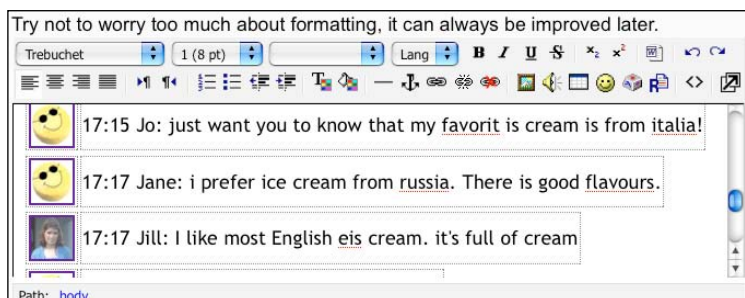 Try not to worry too much about formatting, it can always be improved later.
Trebuchet 1 (8 pt) Lang B I U S x₂ x²
T <>
17:15 Jo: just want you to know that my favorit is cream is from italia!
17:17 Jane: i prefer ice cream from russia. There is good flavours.
17:17 Jill: I like most English eis cream. it's full of cream
Path: body